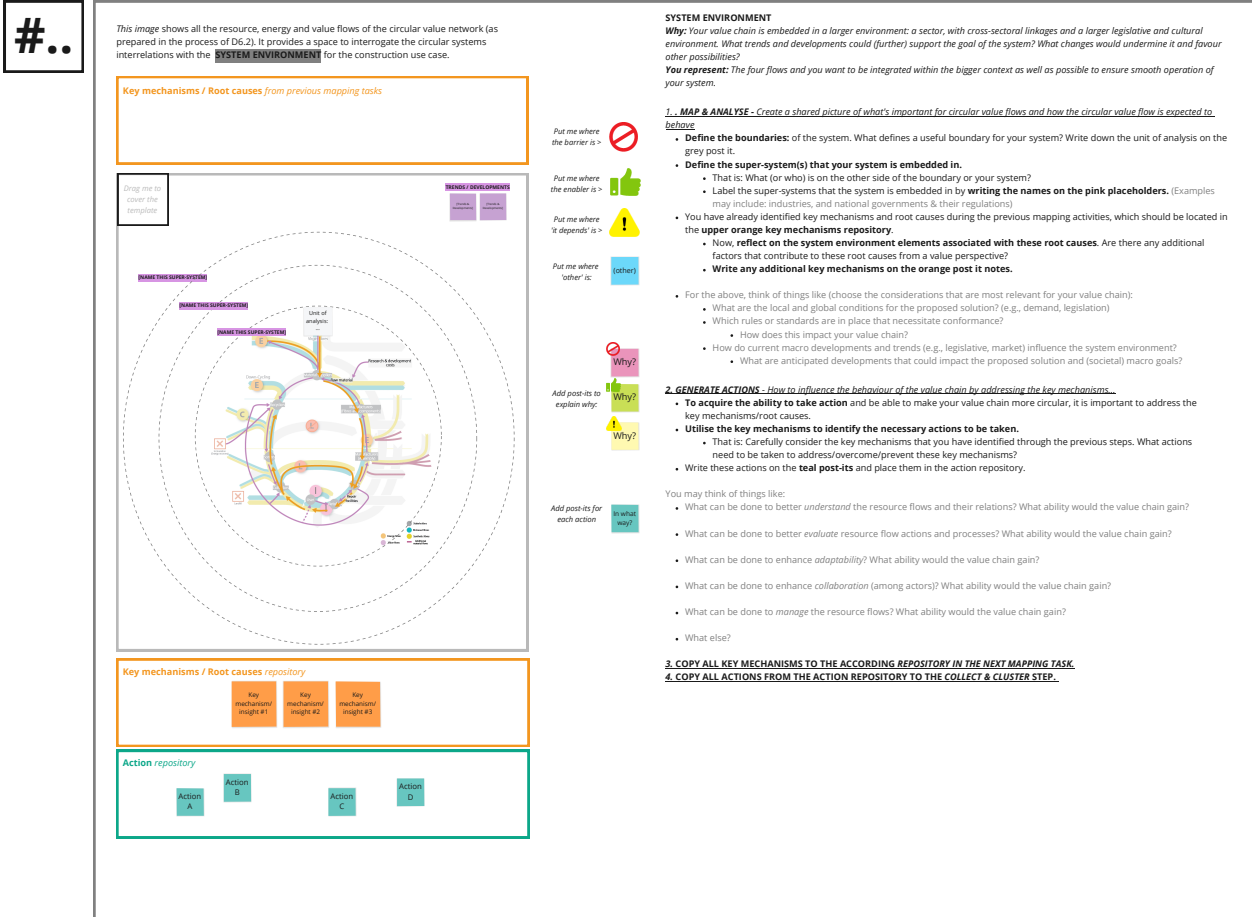 #..
This image shows all the resource, energy and value flows of the circular value network (as
prepared in the process of D6.2). It provides a space to interrogate the circular systems
interrelations with the SYSTEM ENVIRONMENT for the construction use case.
Key mechanisms / Root causes from previous mapping tasks
Drag me to
cover the
template
TRENDS / DEVELOPMENTS
[NAME THIS SUPER-SYSTEM]
[NAME THIS SUPER-SYSTEM]
[NAME THIS SUPER-SYSTEM]
Unit of
analysis:
...
E
Research & development
Raw material
E
C
E
E
I
Key mechanisms / Root causes repository
Key
mechanism/
insight #1
Key
mechanism/
insight #2
Key
mechanism/
insight #3
Action repository
Action
A
Action
B
Action
C
Action
D
Put me where
the barrier is >
Put me where
the enabler is >
Put me where
'it depends' is >
Put me where
'other' is:
(other)
Why?
Add post-its to
explain why:
Why?
Why?
Add post-its for
each action
In what
way?
SYSTEM ENVIRONMENT
Why: Your value chain is embedded in a larger environment: a sector, with cross-sectoral linkages and a larger legislative and cultural
environment. What trends and developments could (further) support the goal of the system? What changes would undermine it and favour
other possibilities?
You represent: The four flows and you want to be integrated within the bigger context as well as possible to ensure smooth operation of
your system.
1. . MAP & ANALYSE - Create a shared picture of what's important for circular value flows and how the circular value flow is expected to
behave
• Define the boundaries: of the system. What defines a useful boundary for your system? Write down the unit of analysis on the
grey post it.
• Define the super-system(s) that your system is embedded in.
• That is: What (or who) is on the other side of the boundary or your system?
• Label the super-systems that the system is embedded in by writing the names on the pink placeholders. (Examples
may include: industries, and national governments & their regulations)
• You have already identified key mechanisms and root causes during the previous mapping activities, which should be located in
the upper orange key mechanisms repository.
• Now, reflect on the system environment elements associated with these root causes. Are there any additional
factors that contribute to these root causes from a value perspective?
• Write any additional key mechanisms on the orange post it notes.
• For the above, think of things like (choose the considerations that are most relevant for your value chain):
• What are the local and global conditions for the proposed solution? (e.g., demand, legislation)
• Which rules or standards are in place that necessitate conformance?
• How does this impact your value chain?
• How do current macro developments and trends (e.g., legislative, market) influence the system environment?
• What are anticipated developments that could impact the proposed solution and (societal) macro goals?
2. GENERATE ACTIONS - How to influence the behaviour of the value chain by addressing the key mechanisms...
• To acquire the ability to take action and be able to make your value chain more circular, it is important to address the
key mechanisms/root causes.
• Utilise the key mechanisms to identify the necessary actions to be taken.
• That is: Carefully consider the key mechanisms that you have identified through the previous steps. What actions
need to be taken to address/overcome/prevent these key mechanisms?
• Write these actions on the teal post-its and place them in the action repository.
You may think of things like:
• What can be done to better understand the resource flows and their relations? What ability would the value chain gain?
• What can be done to better evaluate resource flow actions and processes? What ability would the value chain gain?
• What can be done to enhance adaptability? What ability would the value chain gain?
• What can be done to enhance collaboration (among actors)? What ability would the value chain gain?
• What can be done to manage the resource flows? What ability would the value chain gain?
• What else?
3. COPY ALL KEY MECHANISMS TO THE ACCORDING REPOSITORY IN THE NEXT MAPPING TASK.
4. COPY ALL ACTIONS FROM THE ACTION REPOSITORY TO THE COLLECT & CLUSTER STEP.